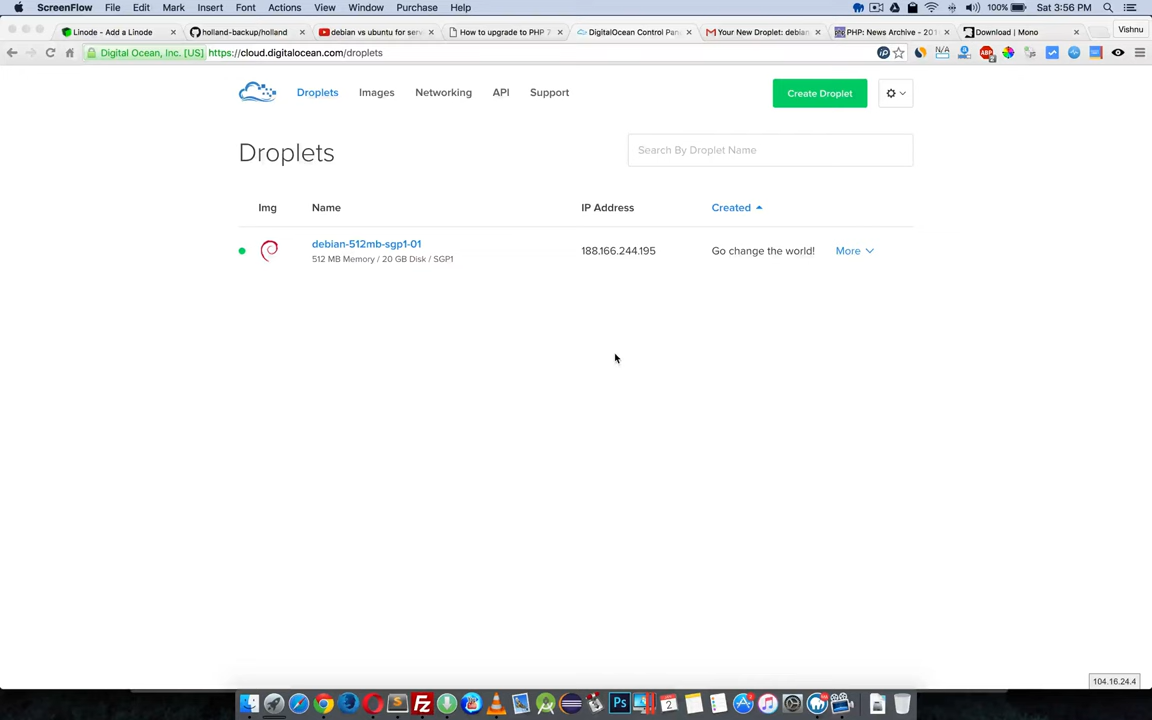 ScreenFlow File Edit Mark Insert Font Actions View Window Purchase Help 100% Sat 3:56 PM
Linode - Add a Linode holland-backup/holland debian vs ubuntu for serv How to upgrade to PHP 7 DigitalOcean Control Pan Your New Droplet: debian PHP: News Archive - 201 Download | Mono Vishnu
Digital Ocean, Inc. [US] https://cloud.digitalocean.com/droplets
Droplets Images Networking API Support Create Droplet
Droplets Search By Droplet Name
Img Name IP Address Created
debian-512mb-sgp1-01 188.166.244.195 Go change the world! More
512 MB Memory / 20 GB Disk / SGP1
104.16.24.4